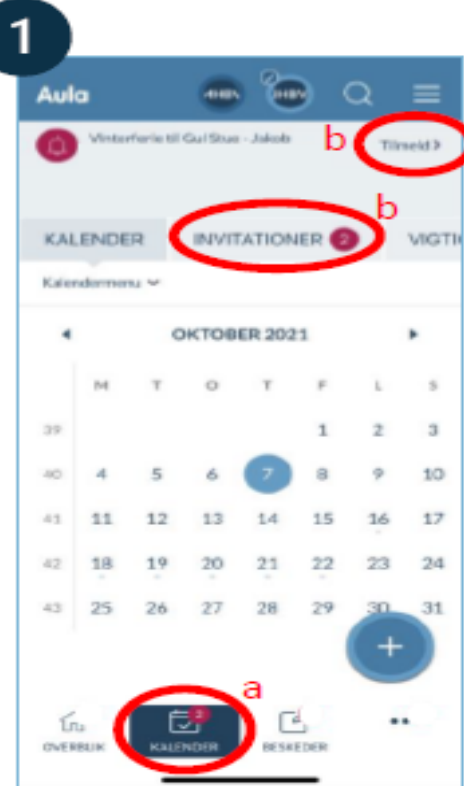 1
Aula
Vinterferie til Gul Stue - Jakob
b
Tilmeld >
b
KALENDER INVITATIONER 2 VIGTI
Kalendermenu
OKTOBER 2021
M T O T F L S
39 1 2 3
40 4 5 6 7 8 9 10
41 11 12 13 14 15 16 17
42 18 19 20 21 22 23 24
43 25 26 27 28 29 30 31
+
a
2
OVERBLIK KALENDER BESKEDER